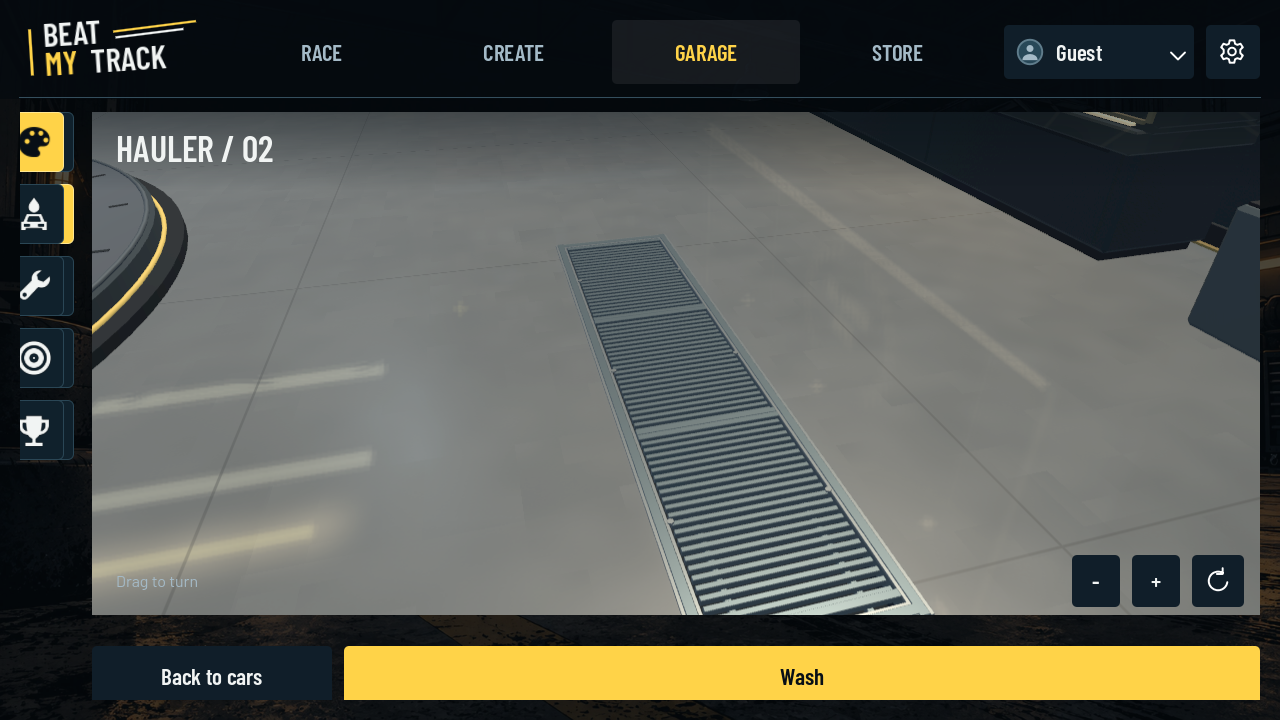 BEAT
MY TRACK
RACE
CREATE
GARAGE
STORE
Guest
HAULER / 02
Drag to turn
-
+
Back to cars
Wash